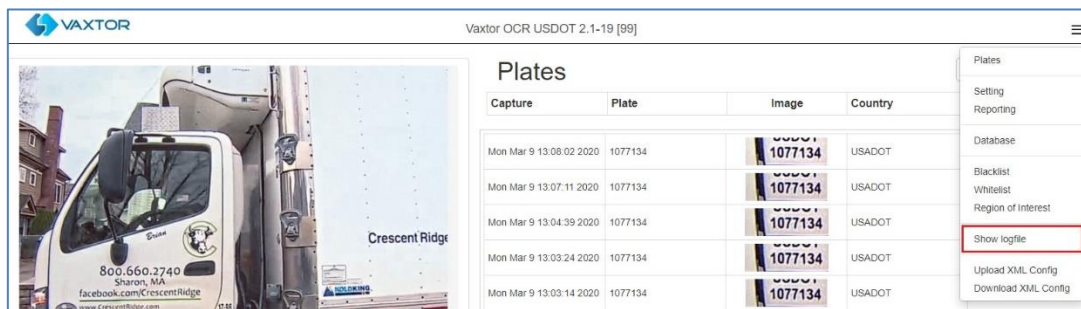 VAXTOR
Vaxtor OCR USDOT 2.1-19 [99]
Plates
Capture Plate Image Country
Mon Mar 9 13:08:02 2020 1077134 1077134 USADOT
Mon Mar 9 13:07:11 2020 1077134 1077134 USADOT
Mon Mar 9 13:04:39 2020 1077134 1077134 USADOT
Mon Mar 9 13:03:24 2020 1077134 1077134 USADOT
Mon Mar 9 13:03:14 2020 1077134 1077134 USADOT
Plates
Setting
Reporting
Database
Blacklist
Whitelist
Region of Interest
Show logfile
Upload XML Config
Download XML Config
Crescent Ridge
Brian
800.660.2740
Sharon, MA
facebook.com/CrescentRidge
www.CrescentRidge.com